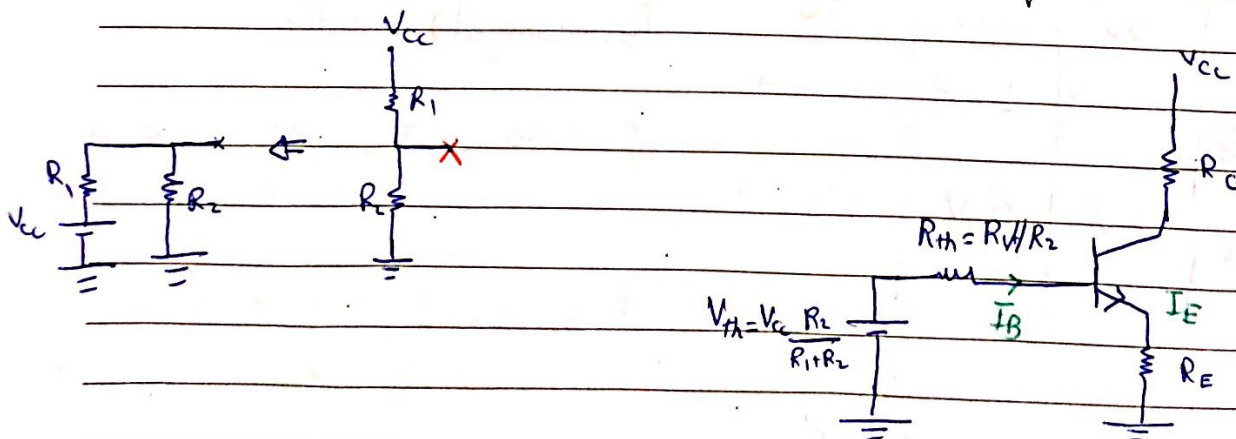 Vcc
Vcc
R1
R1
R2
R2
Vcc
RC
Rth = R1//R2
Vth = Vcc R2
R1+R2
IB
IE
RE